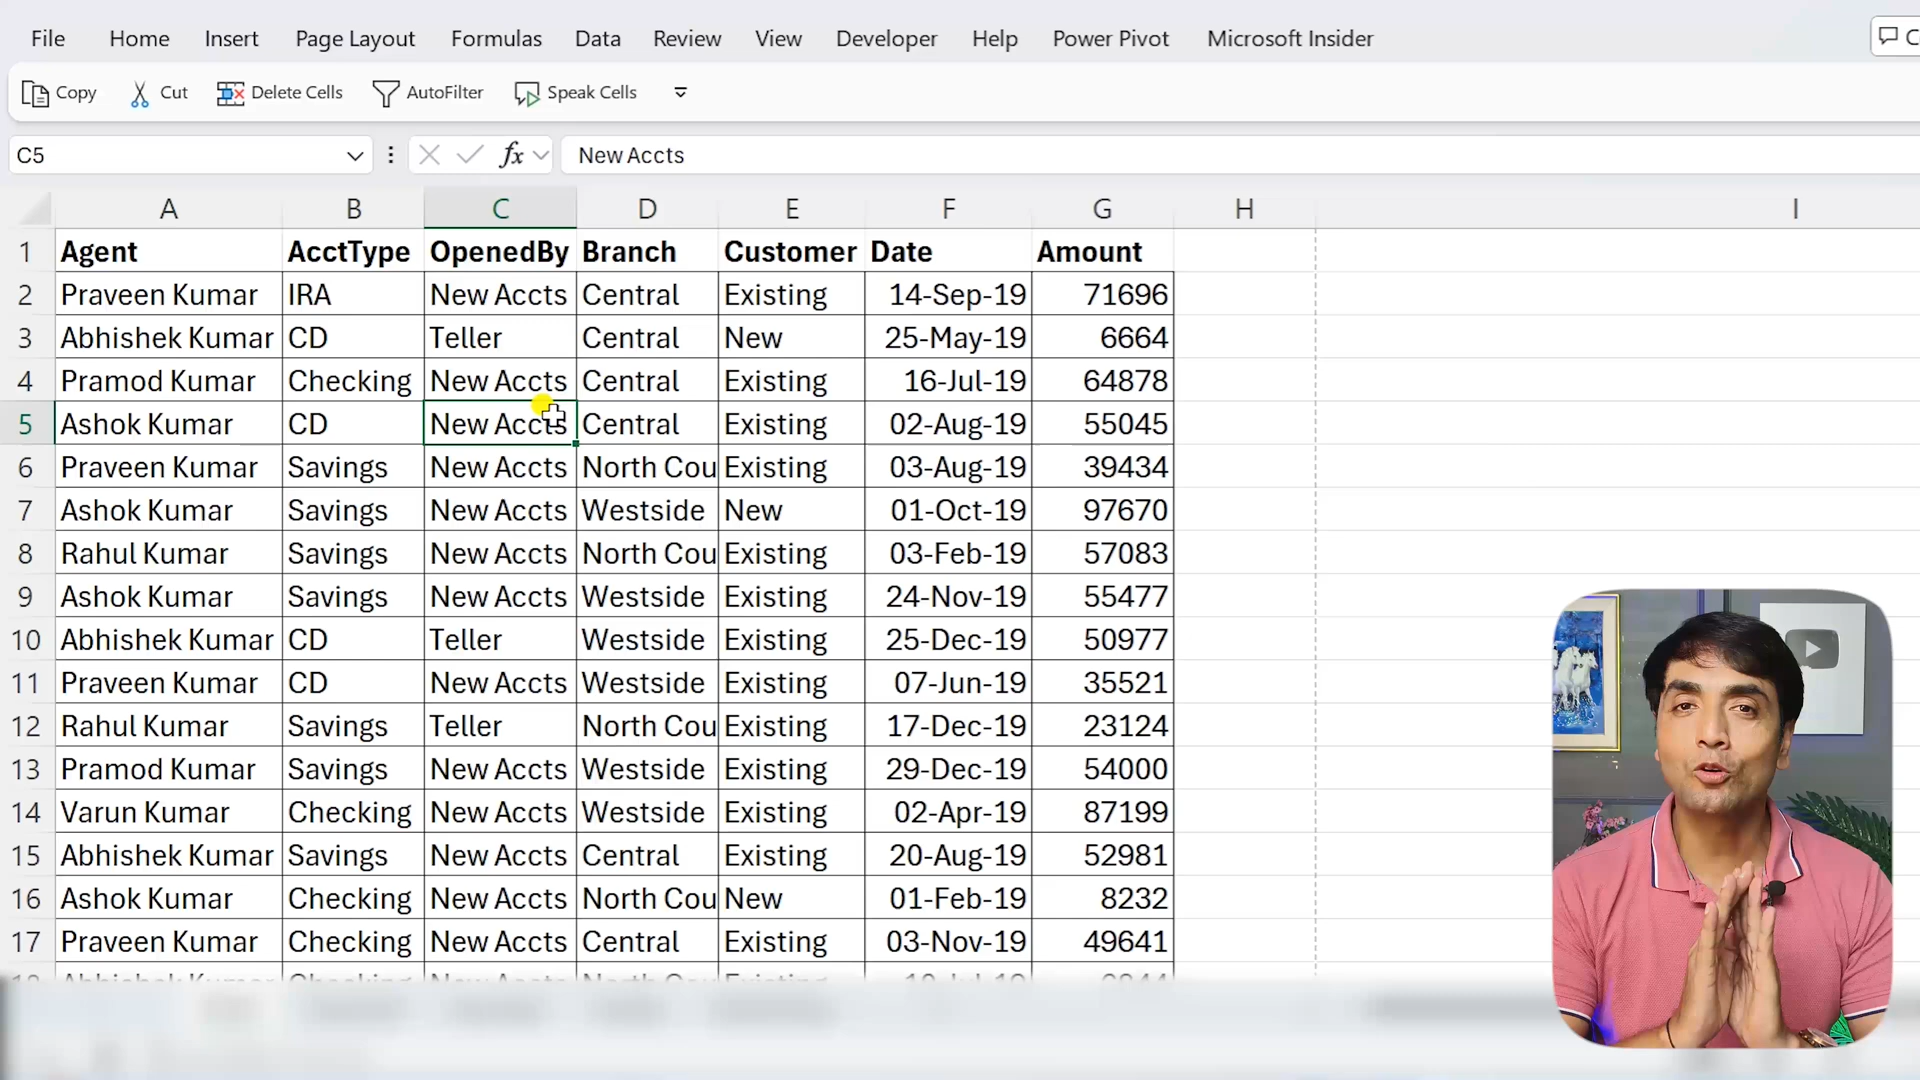 File Home Insert Page Layout Formulas Data Review View Developer Help Power Pivot Microsoft Insider
Copy Cut Delete Cells AutoFilter Speak Cells
C5 fx New Accts
A B C D E F G H I
1 Agent AcctType OpenedBy Branch Customer Date Amount
2 Praveen Kumar IRA New Accts Central Existing 14-Sep-19 71696
3 Abhishek Kumar CD Teller Central New 25-May-19 6664
4 Pramod Kumar Checking New Accts Central Existing 16-Jul-19 64878
5 Ashok Kumar CD New Accts Central Existing 02-Aug-19 55045
6 Praveen Kumar Savings New Accts North Cou Existing 03-Aug-19 39434
7 Ashok Kumar Savings New Accts Westside New 01-Oct-19 97670
8 Rahul Kumar Savings New Accts North Cou Existing 03-Feb-19 57083
9 Ashok Kumar Savings New Accts Westside Existing 24-Nov-19 55477
10 Abhishek Kumar CD Teller Westside Existing 25-Dec-19 50977
11 Praveen Kumar CD New Accts Westside Existing 07-Jun-19 35521
12 Rahul Kumar Savings Teller North Cou Existing 17-Dec-19 23124
13 Pramod Kumar Savings New Accts Westside Existing 29-Dec-19 54000
14 Varun Kumar Checking New Accts Westside Existing 02-Apr-19 87199
15 Abhishek Kumar Savings New Accts Central Existing 20-Aug-19 52981
16 Ashok Kumar Checking New Accts North Cou New 01-Feb-19 8232
17 Praveen Kumar Checking New Accts Central Existing 03-Nov-19 49641